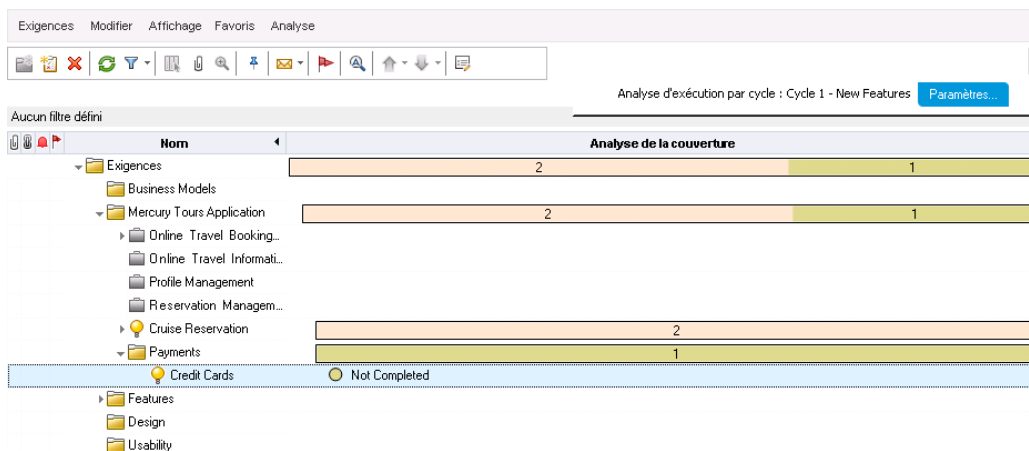 Exigences Modifier Affichage Favoris Analyse
Analyse d'exécution par cycle : Cycle 1 - New Features Paramètres...
Aucun filtre défini
Nom Analyse de la couverture
Exigences 2 1
Business Models
Mercury Tours Application 2 1
Online Travel Booking...
Online Travel Informati...
Profile Management
Reservation Managem...
Cruise Reservation 2
Payments 1
Credit Cards Not Completed
Features
Design
Usability